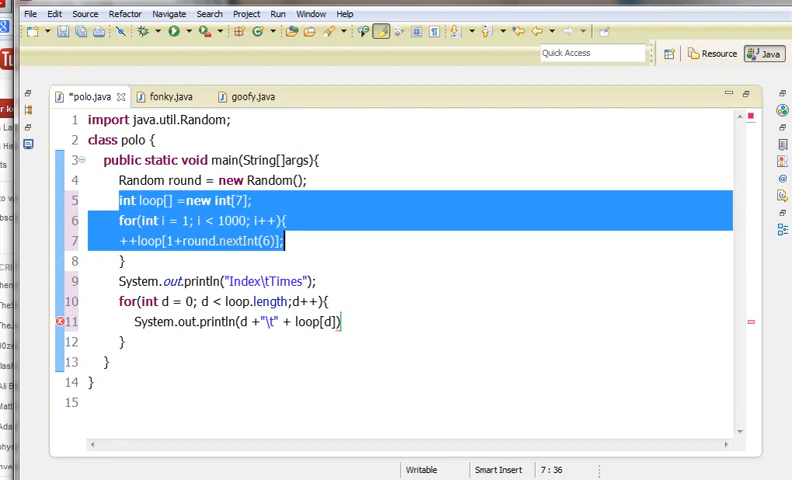 File Edit Source Refactor Navigate Search Project Run Window Help
Quick Access
Resource
Java
*polo.java
fonky.java
goofy.java
1 import java.util.Random;
2 class polo {
3 public static void main(String[]args){
4 Random round = new Random();
5 int loop[] =new int[7];
6 for(int i = 1; i < 1000; i++){
7 ++loop[1+round.nextInt(6)];
8 }
9 System.out.println("Index\tTimes");
10 for(int d = 0; d < loop.length;d++){
11 System.out.println(d +"\t" + loop[d])
12 }
13 }
14 }
15
Writable Smart Insert 7 : 36